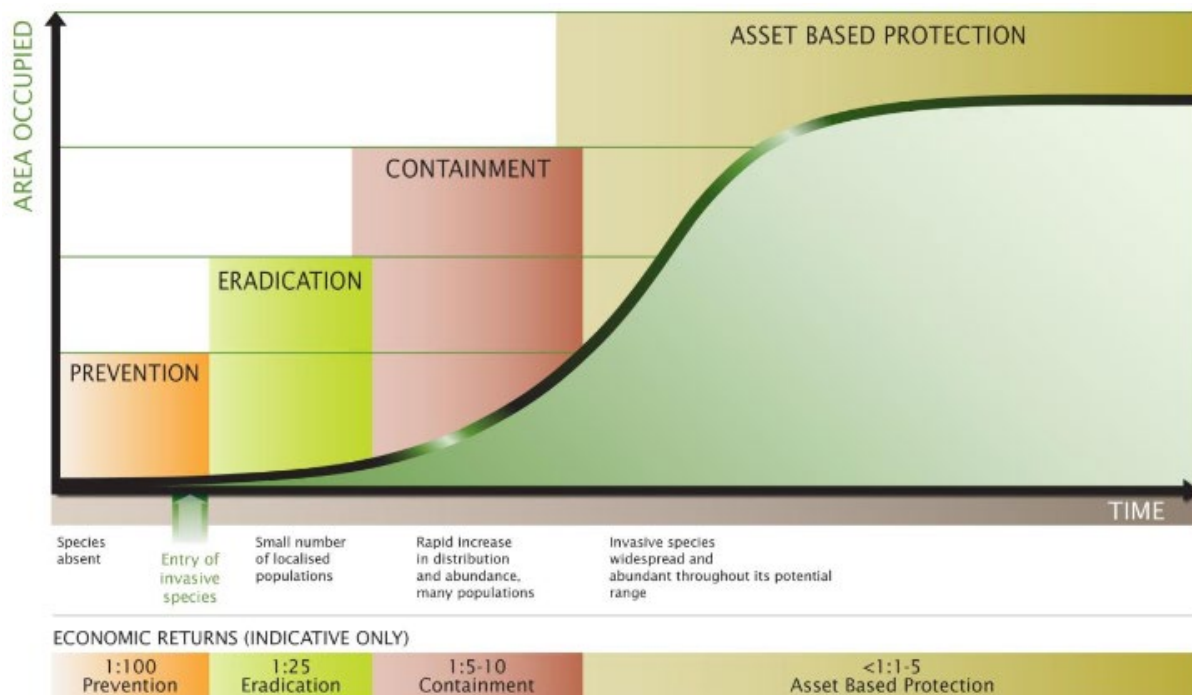 AREA OCCUPIED
ASSET BASED PROTECTION
CONTAINMENT
ERADICATION
PREVENTION
TIME
Species
absent
Entry of
invasive
species
Small number
of localised
populations
Rapid increase
in distribution
and abundance,
many populations
Invasive species
widespread and
abundant throughout its potential
range
ECONOMIC RETURNS (INDICATIVE ONLY)
1:100
Prevention
1:25
Eradication
1:5-10
Containment
<1:1-5
Asset Based Protection